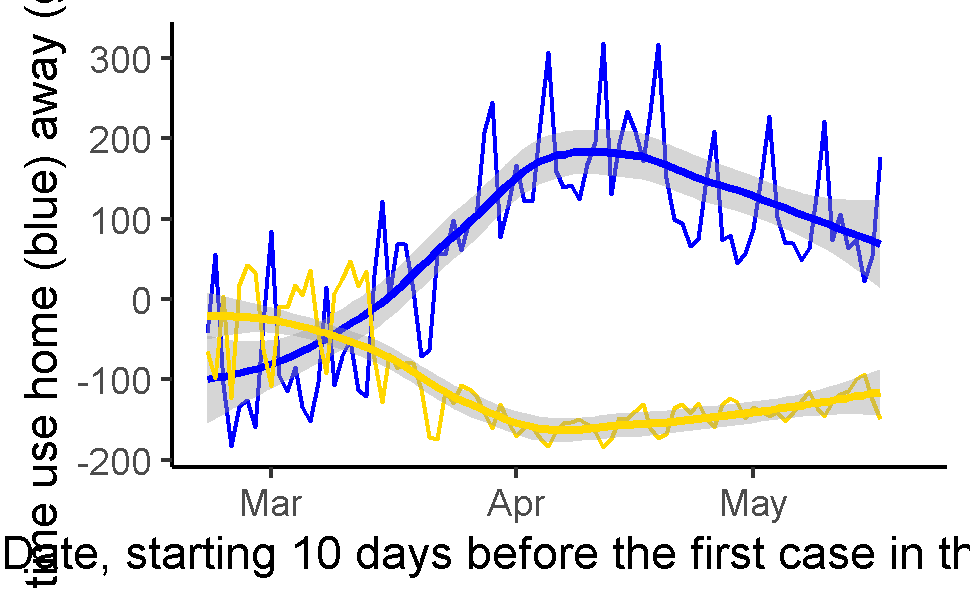 time use home (blue) away (
300
200
100
0
-100
-200
Mar Apr May
Date, starting 10 days before the first case in th